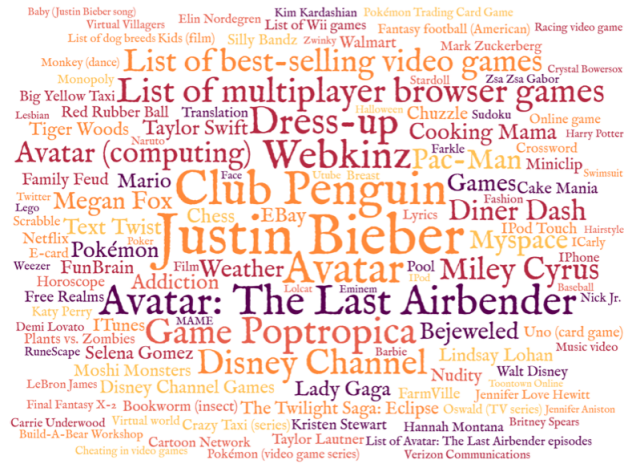 Baby (Justin Bieber song)
Kim Kardashian
Pokémon Trading Card Game
Virtual Villagers
Elin Nordegren
List of Wii games
Fantasy football (American)
Racing video game
List of dog breeds
Kids (film)
Silly Bandz
Zwinky
Walmart
Mark Zuckerberg
Monkey (dance)
List of best-selling video games
Crystal Bowersox
Monopoly
Stardoll
Zsa Zsa Gabor
Big Yellow Taxi
List of multiplayer browser games
Lesbian
Red Rubber Ball
Translation
Halloween
Chuzzle
Sudoku
Online game
Tiger Woods
Taylor Swift
Dress-up
Cooking Mama
Harry Potter
Naruto
Farkle
Crossword
Avatar (computing)
Webkinz
Pac-Man
Miniclip
Swimsuit
Family Feud
Mario
Face
Utube
Breast
Games
Cake Mania
Twitter
Megan Fox
Club Penguin
Fashion
Lego
Scrabble
Text Twist
Chess
EBay
Lyrics
Diner Dash
Netflix
Poker
Justin Bieber
IPod Touch
Hairstyle
E-card
Pokémon
Myspace
ICarly
Weezer
FunBrain
Film
Weather
Avatar
Pool
Miley Cyrus
IPhone
Horoscope
Addiction
Lolcat
Eminem
IPod
Baseball
Free Realms
Avatar: The Last Airbender
Nick Jr.
Katy Perry
Demi Lovato
ITunes
MAME
Game
Poptropica
Bejeweled
Uno (card game)
Plants vs. Zombies
Music video
RuneScape
Selena Gomez
Disney Channel
Barbie
Lindsay Lohan
Moshi Monsters
Nudity
Walt Disney
LeBron James
Disney Channel Games
Lady Gaga
FarmVille
Toontown Online
Jennifer Love Hewitt
Final Fantasy X-2
Bookworm (insect)
The Twilight Saga: Eclipse
Oswald (TV series)
Jennifer Aniston
Carrie Underwood
Virtual world
Crazy Taxi (series)
Kristen Stewart
Hannah Montana
Britney Spears
Build-A-Bear Workshop
Cartoon Network
Taylor Lautner
List of Avatar: The Last Airbender episodes
Cheating in video games
Pokémon (video game series)
Verizon Communications